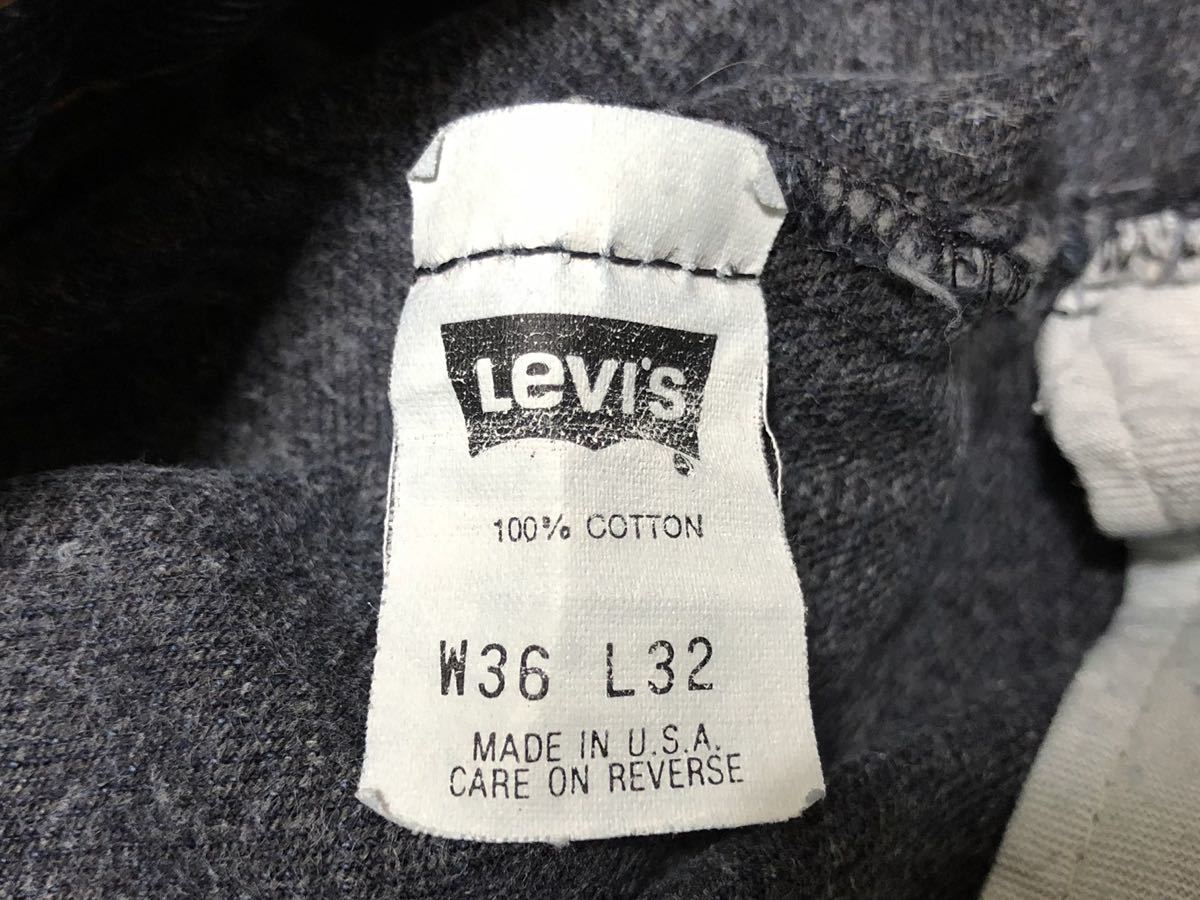 Levi's
100% COTTON
W36 L32
MADE IN U.S.A.
CARE ON REVERSE